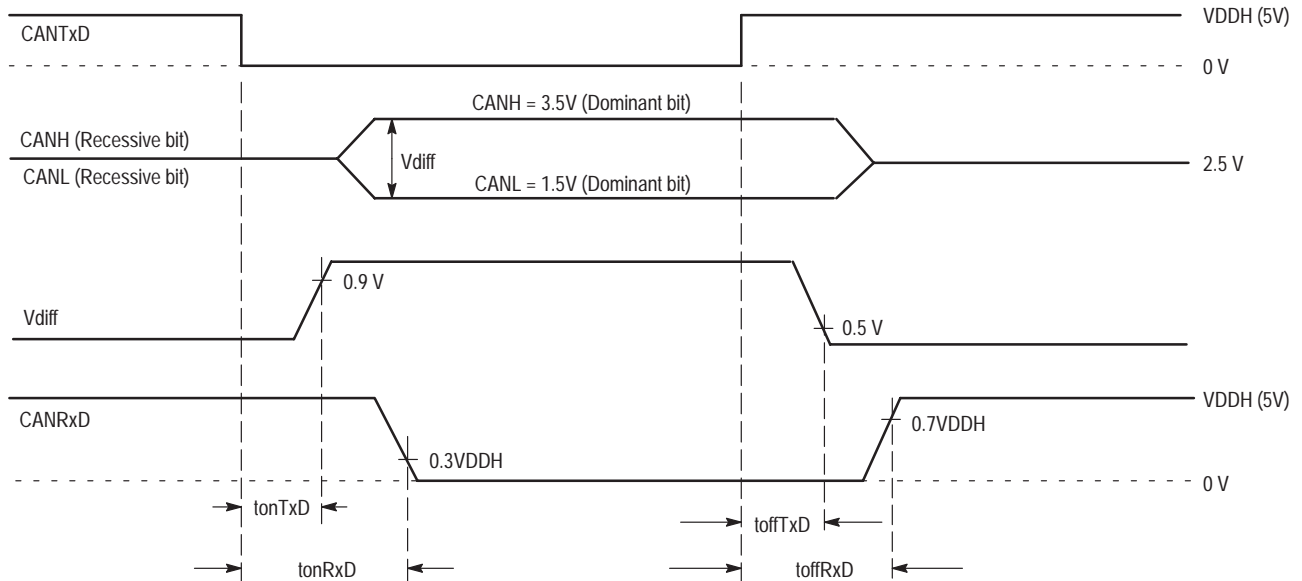 VDDH (5V)
CANTxD
0 V
CANH = 3.5V (Dominant bit)
CANH (Recessive bit)
Vdiff
2.5 V
CANL (Recessive bit)
CANL = 1.5V (Dominant bit)
0.9 V
Vdiff
0.5 V
VDDH (5V)
CANRxD
0.7VDDH
0.3VDDH
0 V
tonTxD
toffTxD
tonRxD
toffRxD